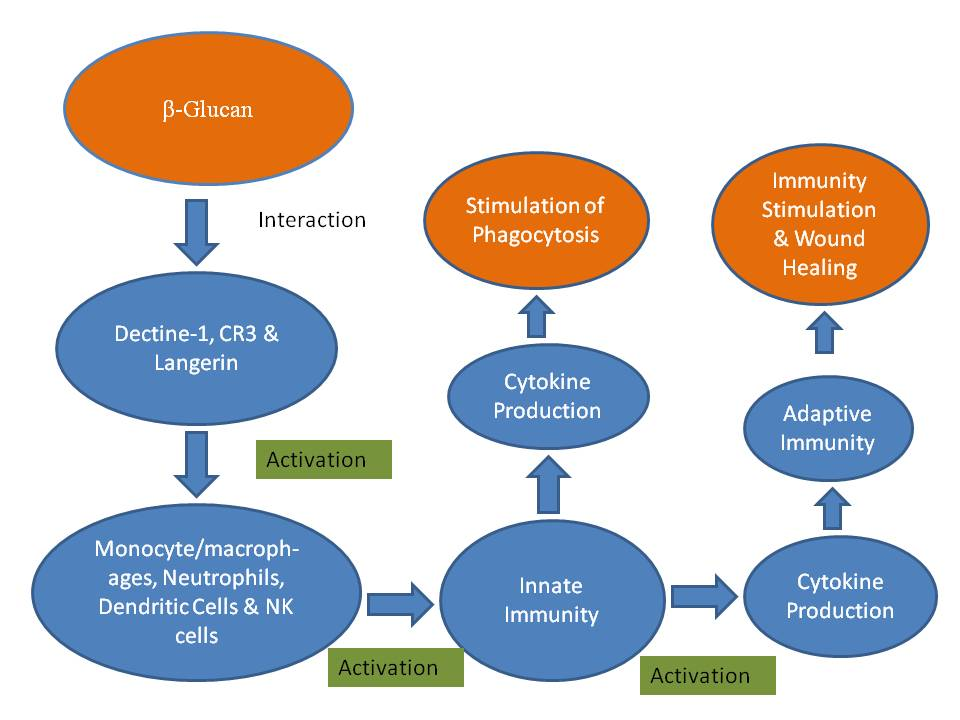 β-Glucan
Interaction
Dectine-1, CR3 &
Langerin
Activation
Monocyte/macroph-
ages, Neutrophils,
Dendritic Cells & NK
cells
Activation
Innate
Immunity
Cytokine
Production
Stimulation of
Phagocytosis
Activation
Cytokine
Production
Adaptive
Immunity
Immunity
Stimulation
& Wound
Healing